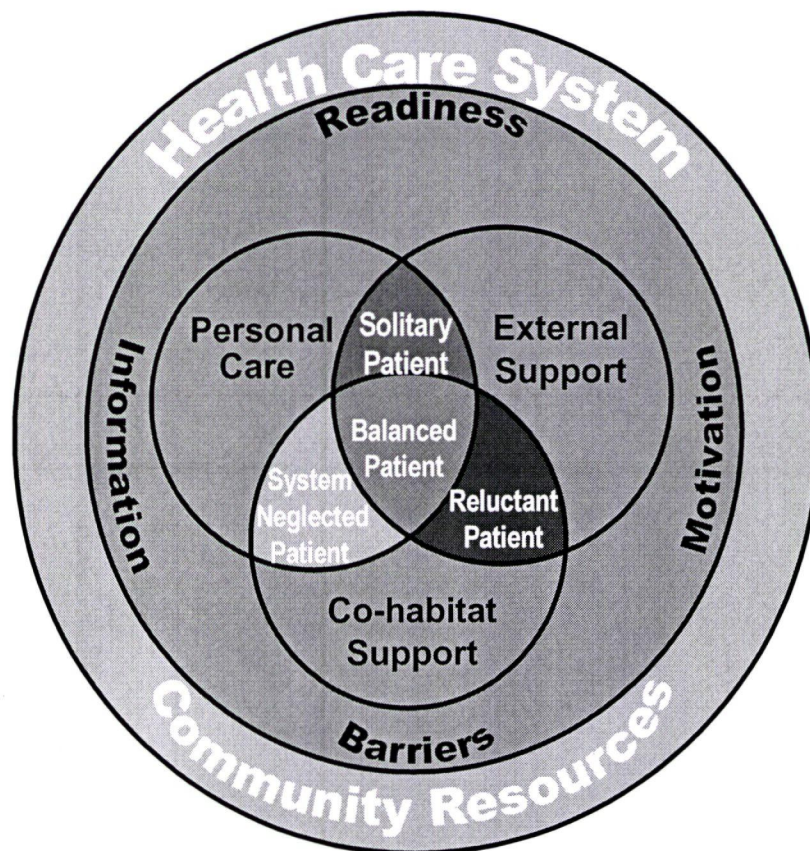 Health Care System
Readiness
Personal
Care
Solitary
Patient
External
Support
Information
Balanced
Patient
Motivation
System
Neglected
Patient
Reluctant
Patient
Co-habitat
Support
Barriers
Community Resources